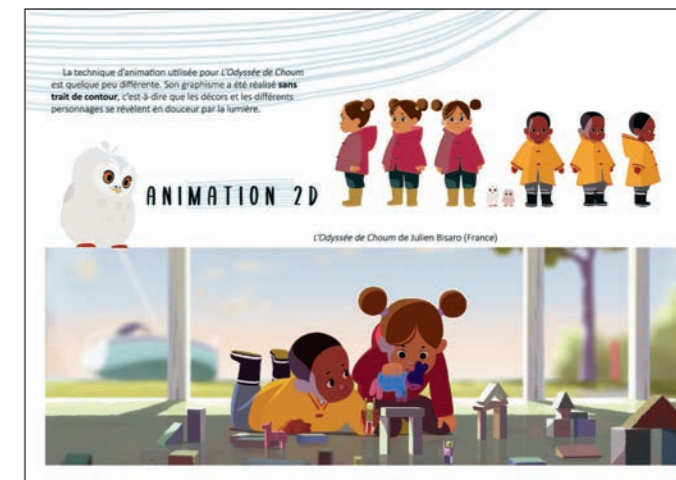 La technique d'animation utilisée pour L'Odyssée de Choum
est quelque peu différente. Son graphisme a été réalisé sans
trait de contour, c'est-à-dire que les décors et les différents
personnages se révèlent en douceur par la lumière.
ANIMATION 2D
L'Odyssée de Choum de Julien Bisaro (France)